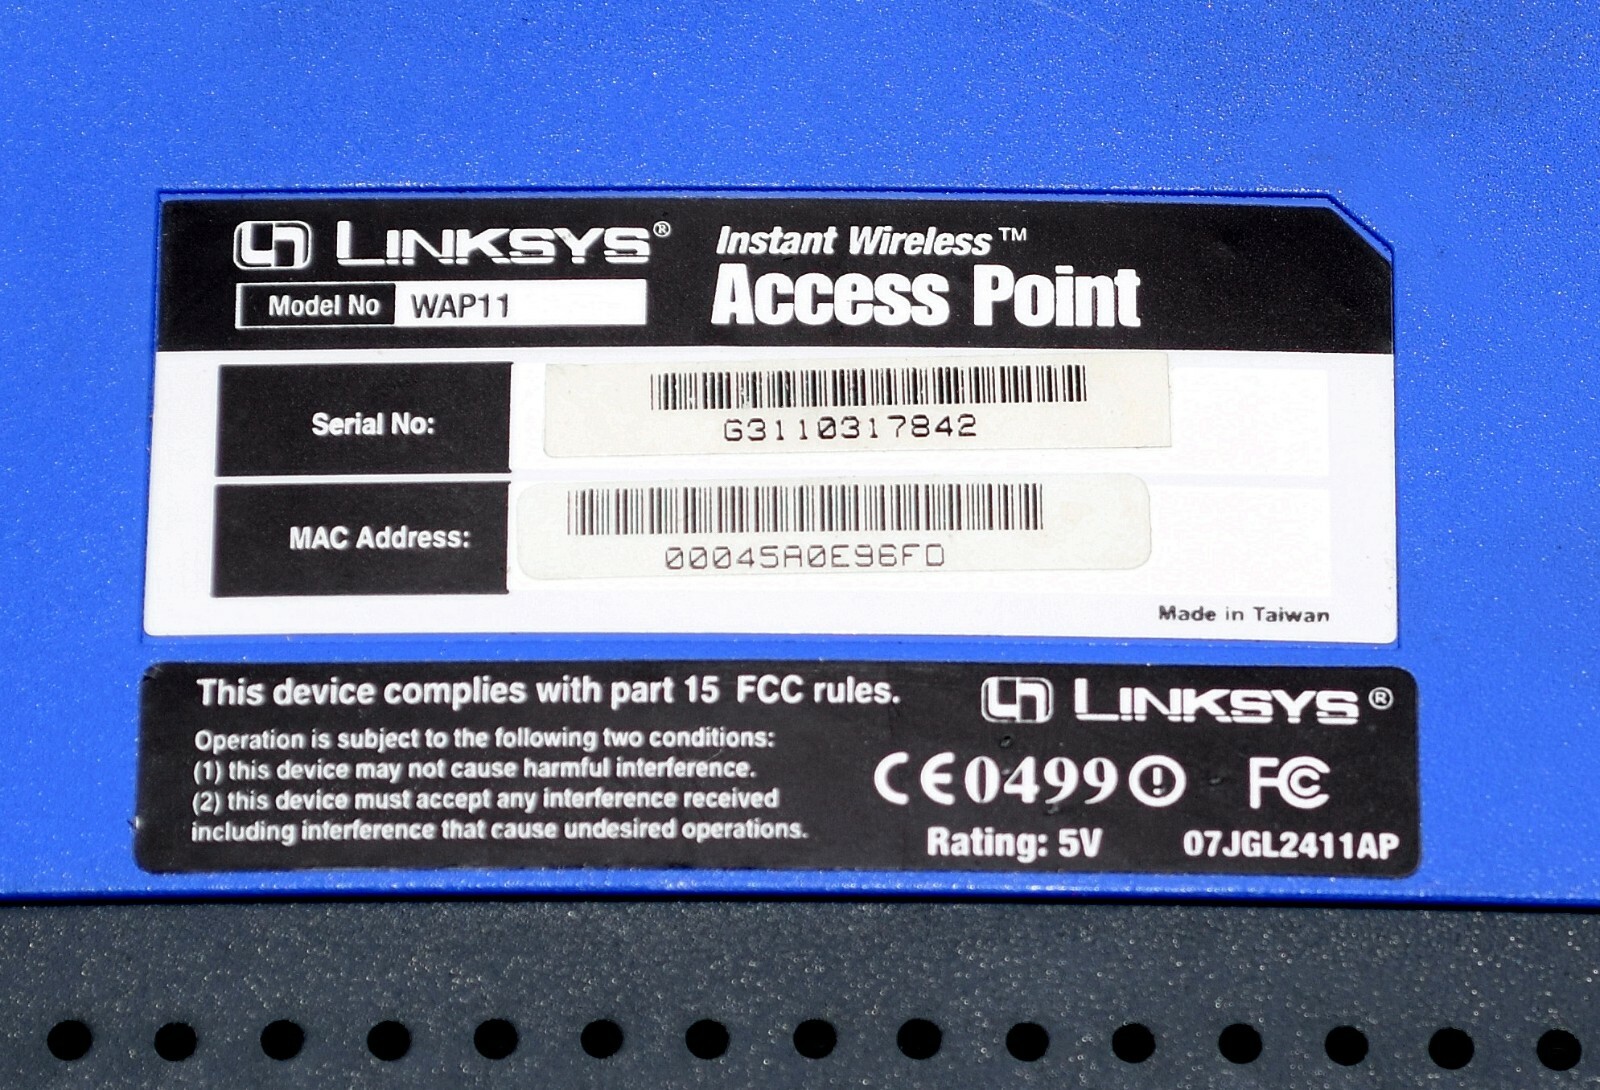 LINKSYS® Instant Wireless™
Model No WAP11 Access Point
Serial No: G3110317842
MAC Address: 00045A0E96FD
Made in Taiwan
This device complies with part 15 FCC rules. LINKSYS®
Operation is subject to the following two conditions:
(1) this device may not cause harmful interference.
(2) this device must accept any interference received
including interference that cause undesired operations.
CE0499 FC
Rating: 5V 07JGL2411AP